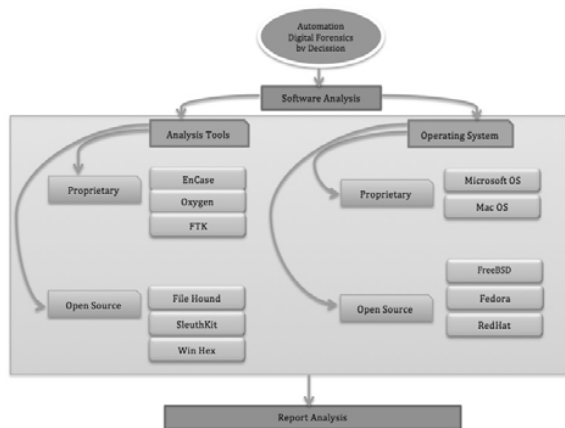 Automation
Digital Forensics
by Decission
Software Analysis
Analysis Tools
Operating System
Proprietary
EnCase
Oxygen
FTK
Proprietary
Microsoft OS
Mac OS
Open Source
File Hound
SleuthKit
Win Hex
Open Source
FreeBSD
Fedora
RedHat
Report Analysis